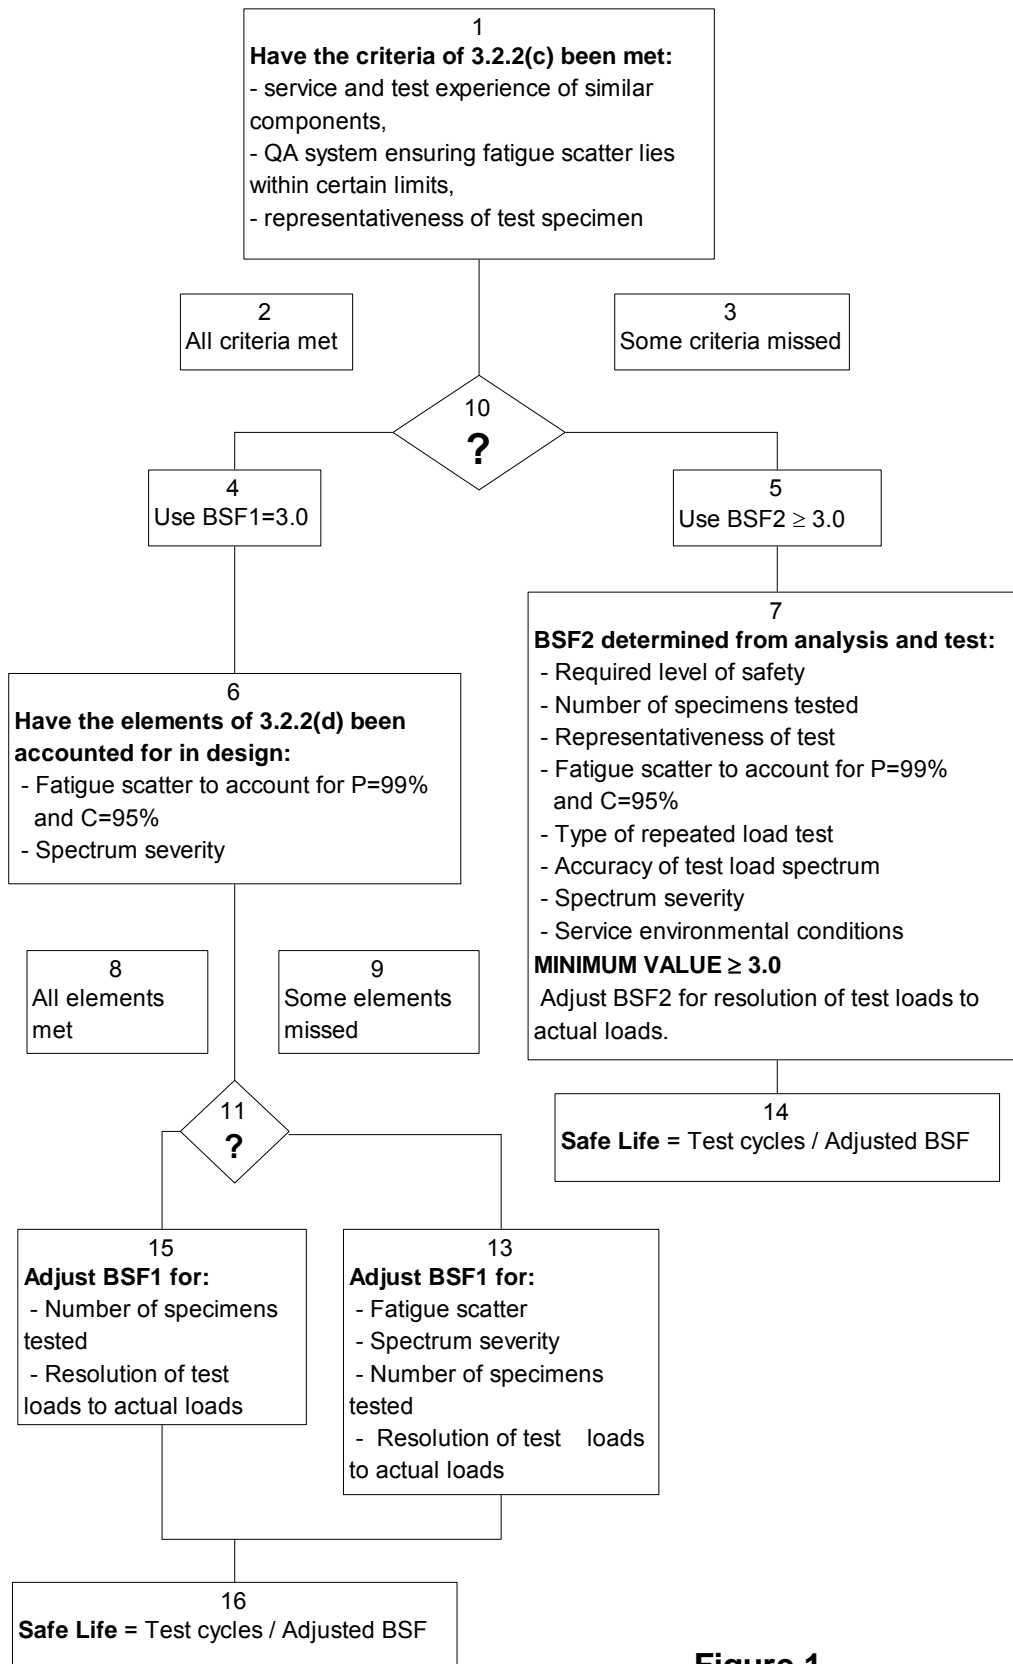 1
Have the criteria of 3.2.2(c) been met:
- service and test experience of similar
components,
- QA system ensuring fatigue scatter lies
within certain limits,
- representativeness of test specimen
2
All criteria met
3
Some criteria missed
10
?
4
Use BSF1=3.0
5
Use BSF2 ≥ 3.0
6
Have the elements of 3.2.2(d) been
accounted for in design:
- Fatigue scatter to account for P=99%
and C=95%
- Spectrum severity
7
BSF2 determined from analysis and test:
- Required level of safety
- Number of specimens tested
- Representativeness of test
- Fatigue scatter to account for P=99%
and C=95%
- Type of repeated load test
- Accuracy of test load spectrum
- Spectrum severity
- Service environmental conditions
MINIMUM VALUE ≥ 3.0
Adjust BSF2 for resolution of test loads to
actual loads.
8
All elements
met
9
Some elements
missed
11
?
14
Safe Life = Test cycles / Adjusted BSF
15
Adjust BSF1 for:
- Number of specimens
tested
- Resolution of test
loads to actual loads
13
Adjust BSF1 for:
- Fatigue scatter
- Spectrum severity
- Number of specimens
tested
- Resolution of test loads
to actual loads
16
Safe Life = Test cycles / Adjusted BSF
Figure 1